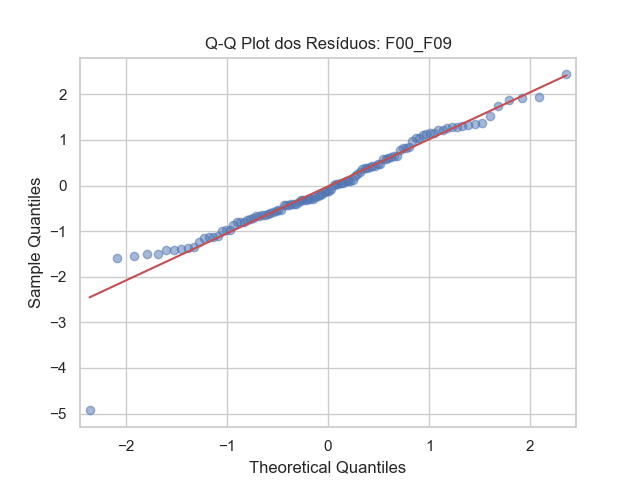 Q-Q Plot dos Resíduos: F00_F09
Sample Quantiles
2
1
0
−1
−2
−3
−4
−5
−2 −1 0 1 2
Theoretical Quantiles